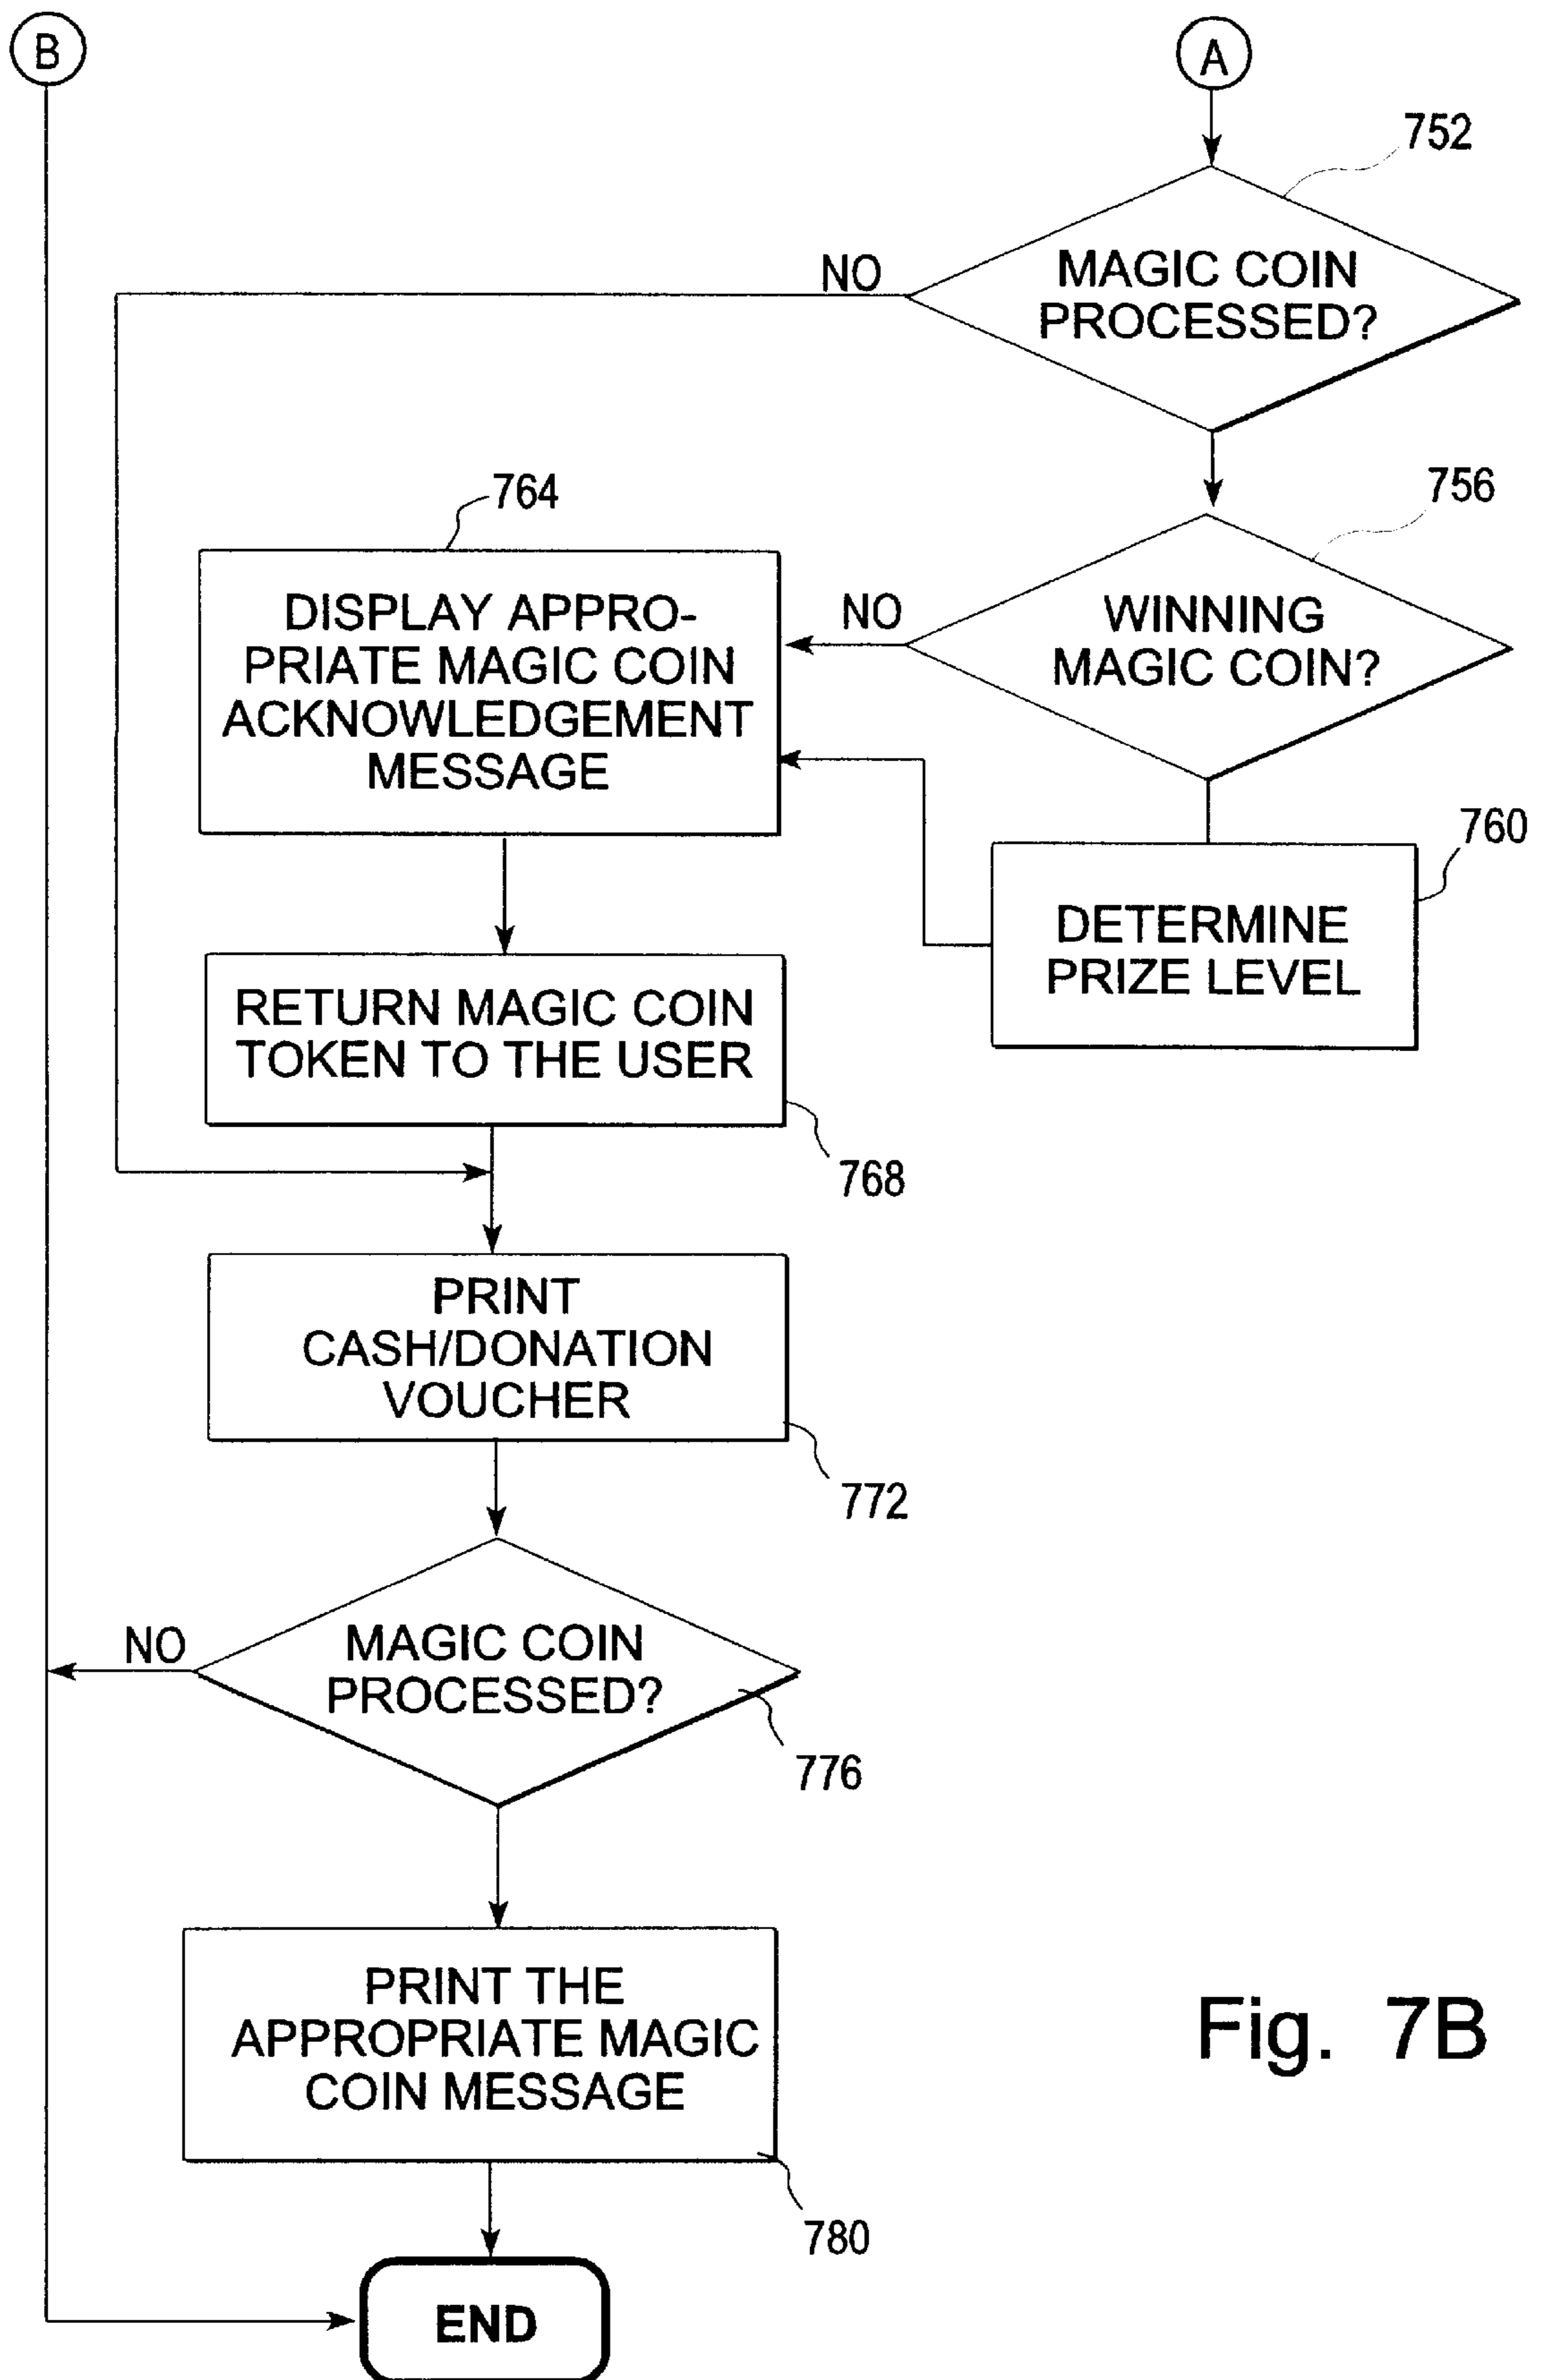 B
A
752
NO
MAGIC COIN
PROCESSED?
764
756
DISPLAY APPRO-
PRIATE MAGIC COIN
ACKNOWLEDGEMENT
MESSAGE
NO
WINNING
MAGIC COIN?
760
DETERMINE
PRIZE LEVEL
RETURN MAGIC COIN
TOKEN TO THE USER
768
PRINT
CASH/DONATION
VOUCHER
772
NO
MAGIC COIN
PROCESSED?
776
PRINT THE
APPROPRIATE MAGIC
COIN MESSAGE
780
Fig. 7B
END